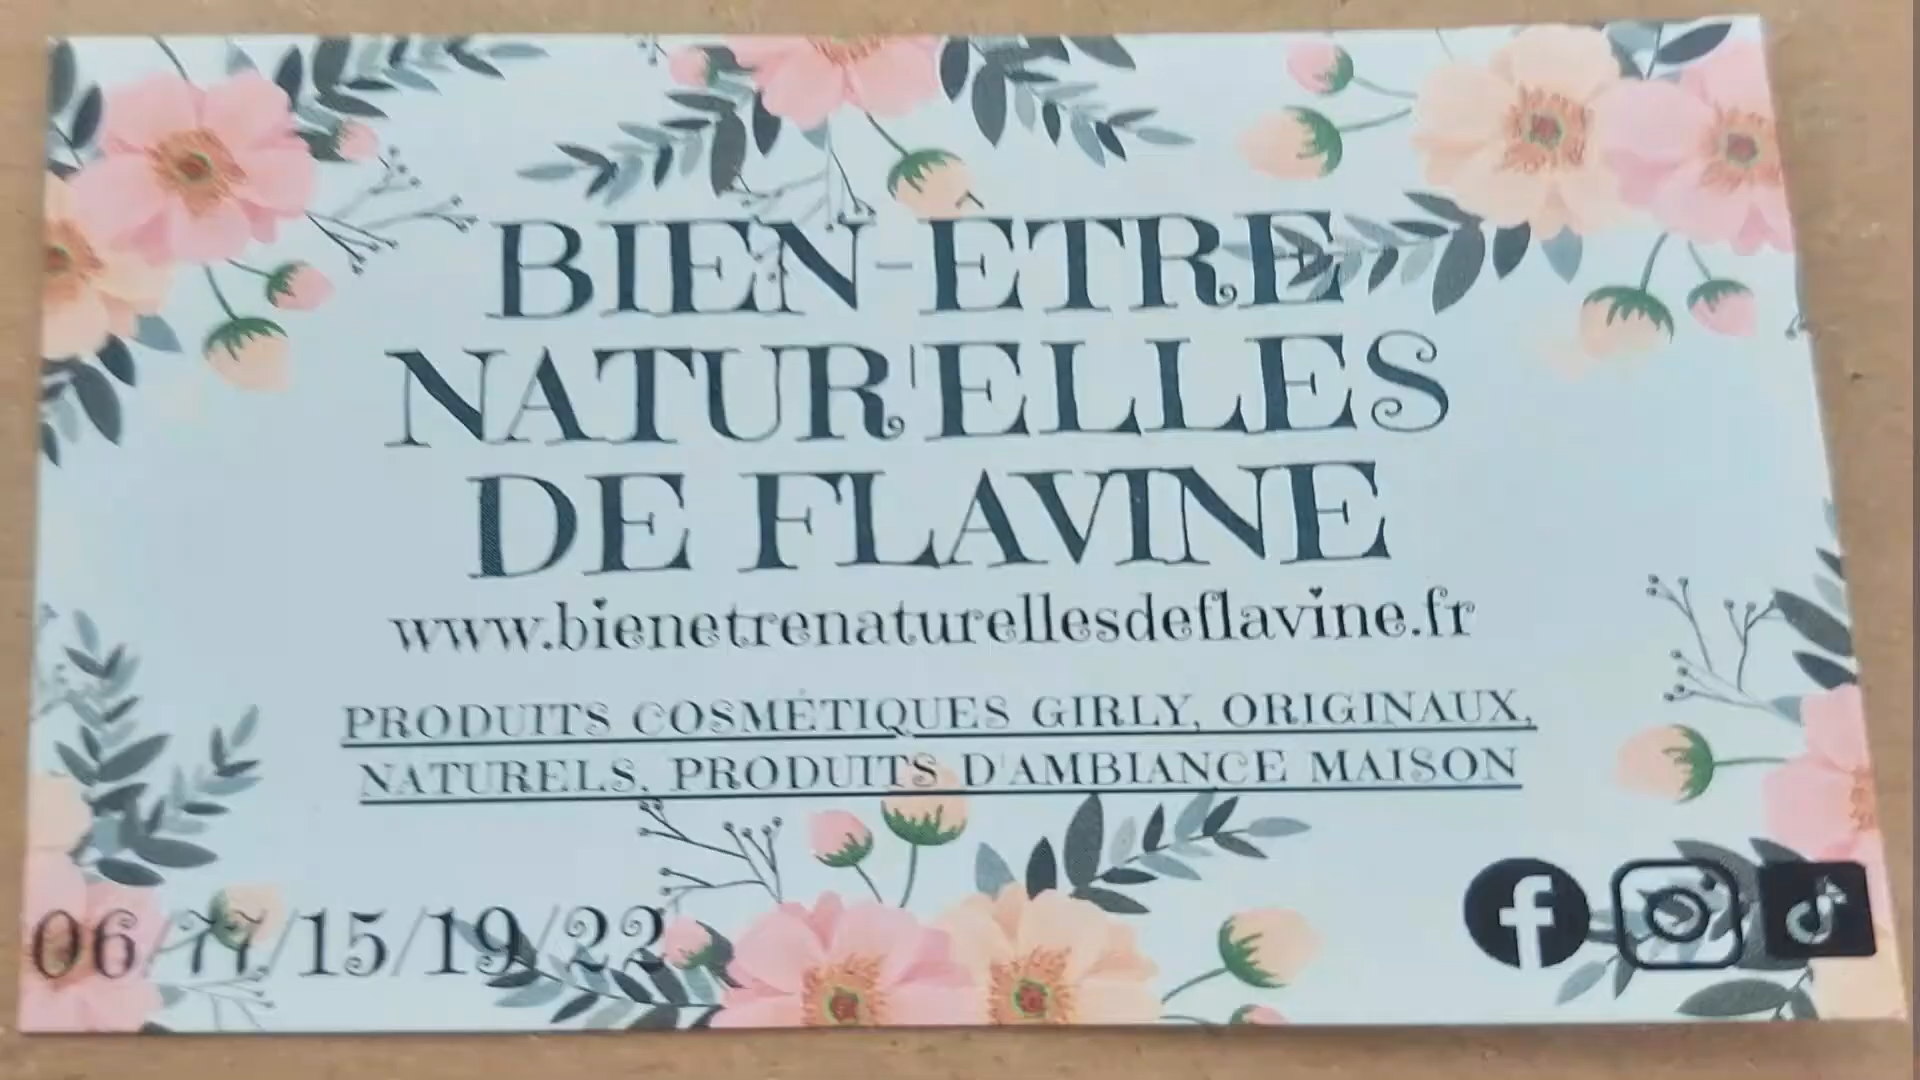 BIEN-ÊTRE
NATUR'ELLES
DE FLAVINE
www.bienetrenaturellesdeflavine.fr
PRODUITS COSMÉTIQUES GIRLY, ORIGINAUX,
NATURELS, PRODUITS D'AMBIANCE MAISON
06/77/15/19/22